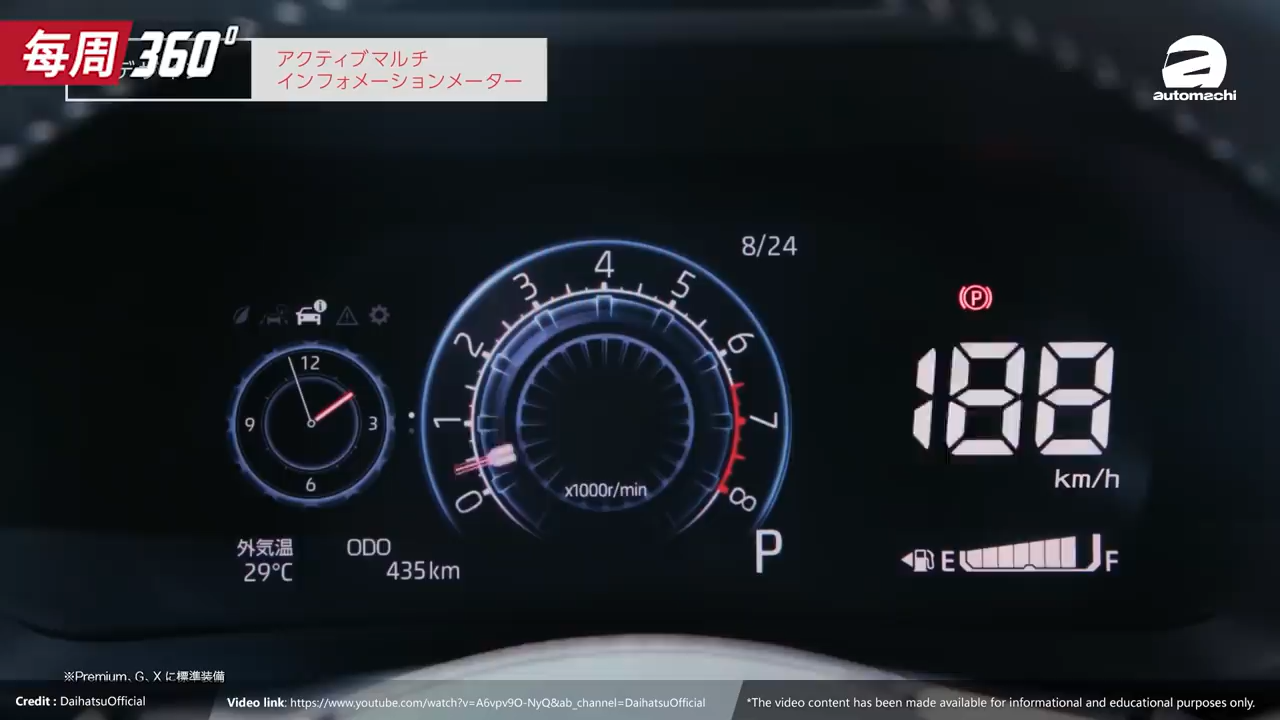 每周360°
アクティブマルチ
インフォメーションメーター
automachi
8/24
12
3
6
9
0
1
2
3
4
5
6
7
8
x1000r/min
P
188
km/h
外気温
29°C
ODO
435km
P
E
F
※Premium、G、Xに標準装備
Credit : DaihatsuOfficial
Video link: https://www.youtube.com/watch?v=A6vpv9O-NyQ&ab_channel=DaihatsuOfficial
*The video content has been made available for informational and educational purposes only.